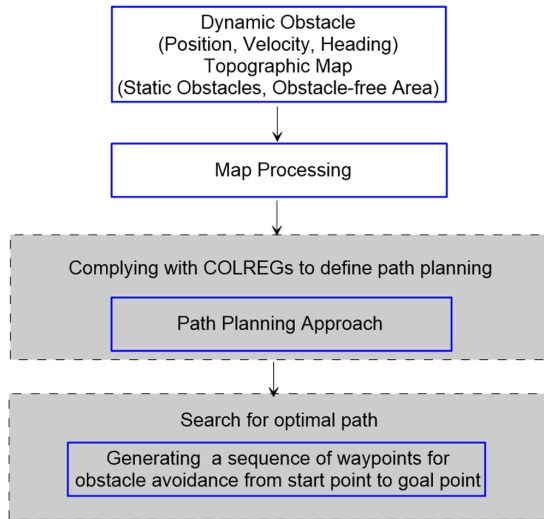 Dynamic Obstacle
(Position, Velocity, Heading)
Topographic Map
(Static Obstacles, Obstacle-free Area)
Map Processing
Complying with COLREGs to define path planning
Path Planning Approach
Search for optimal path
Generating a sequence of waypoints for
obstacle avoidance from start point to goal point